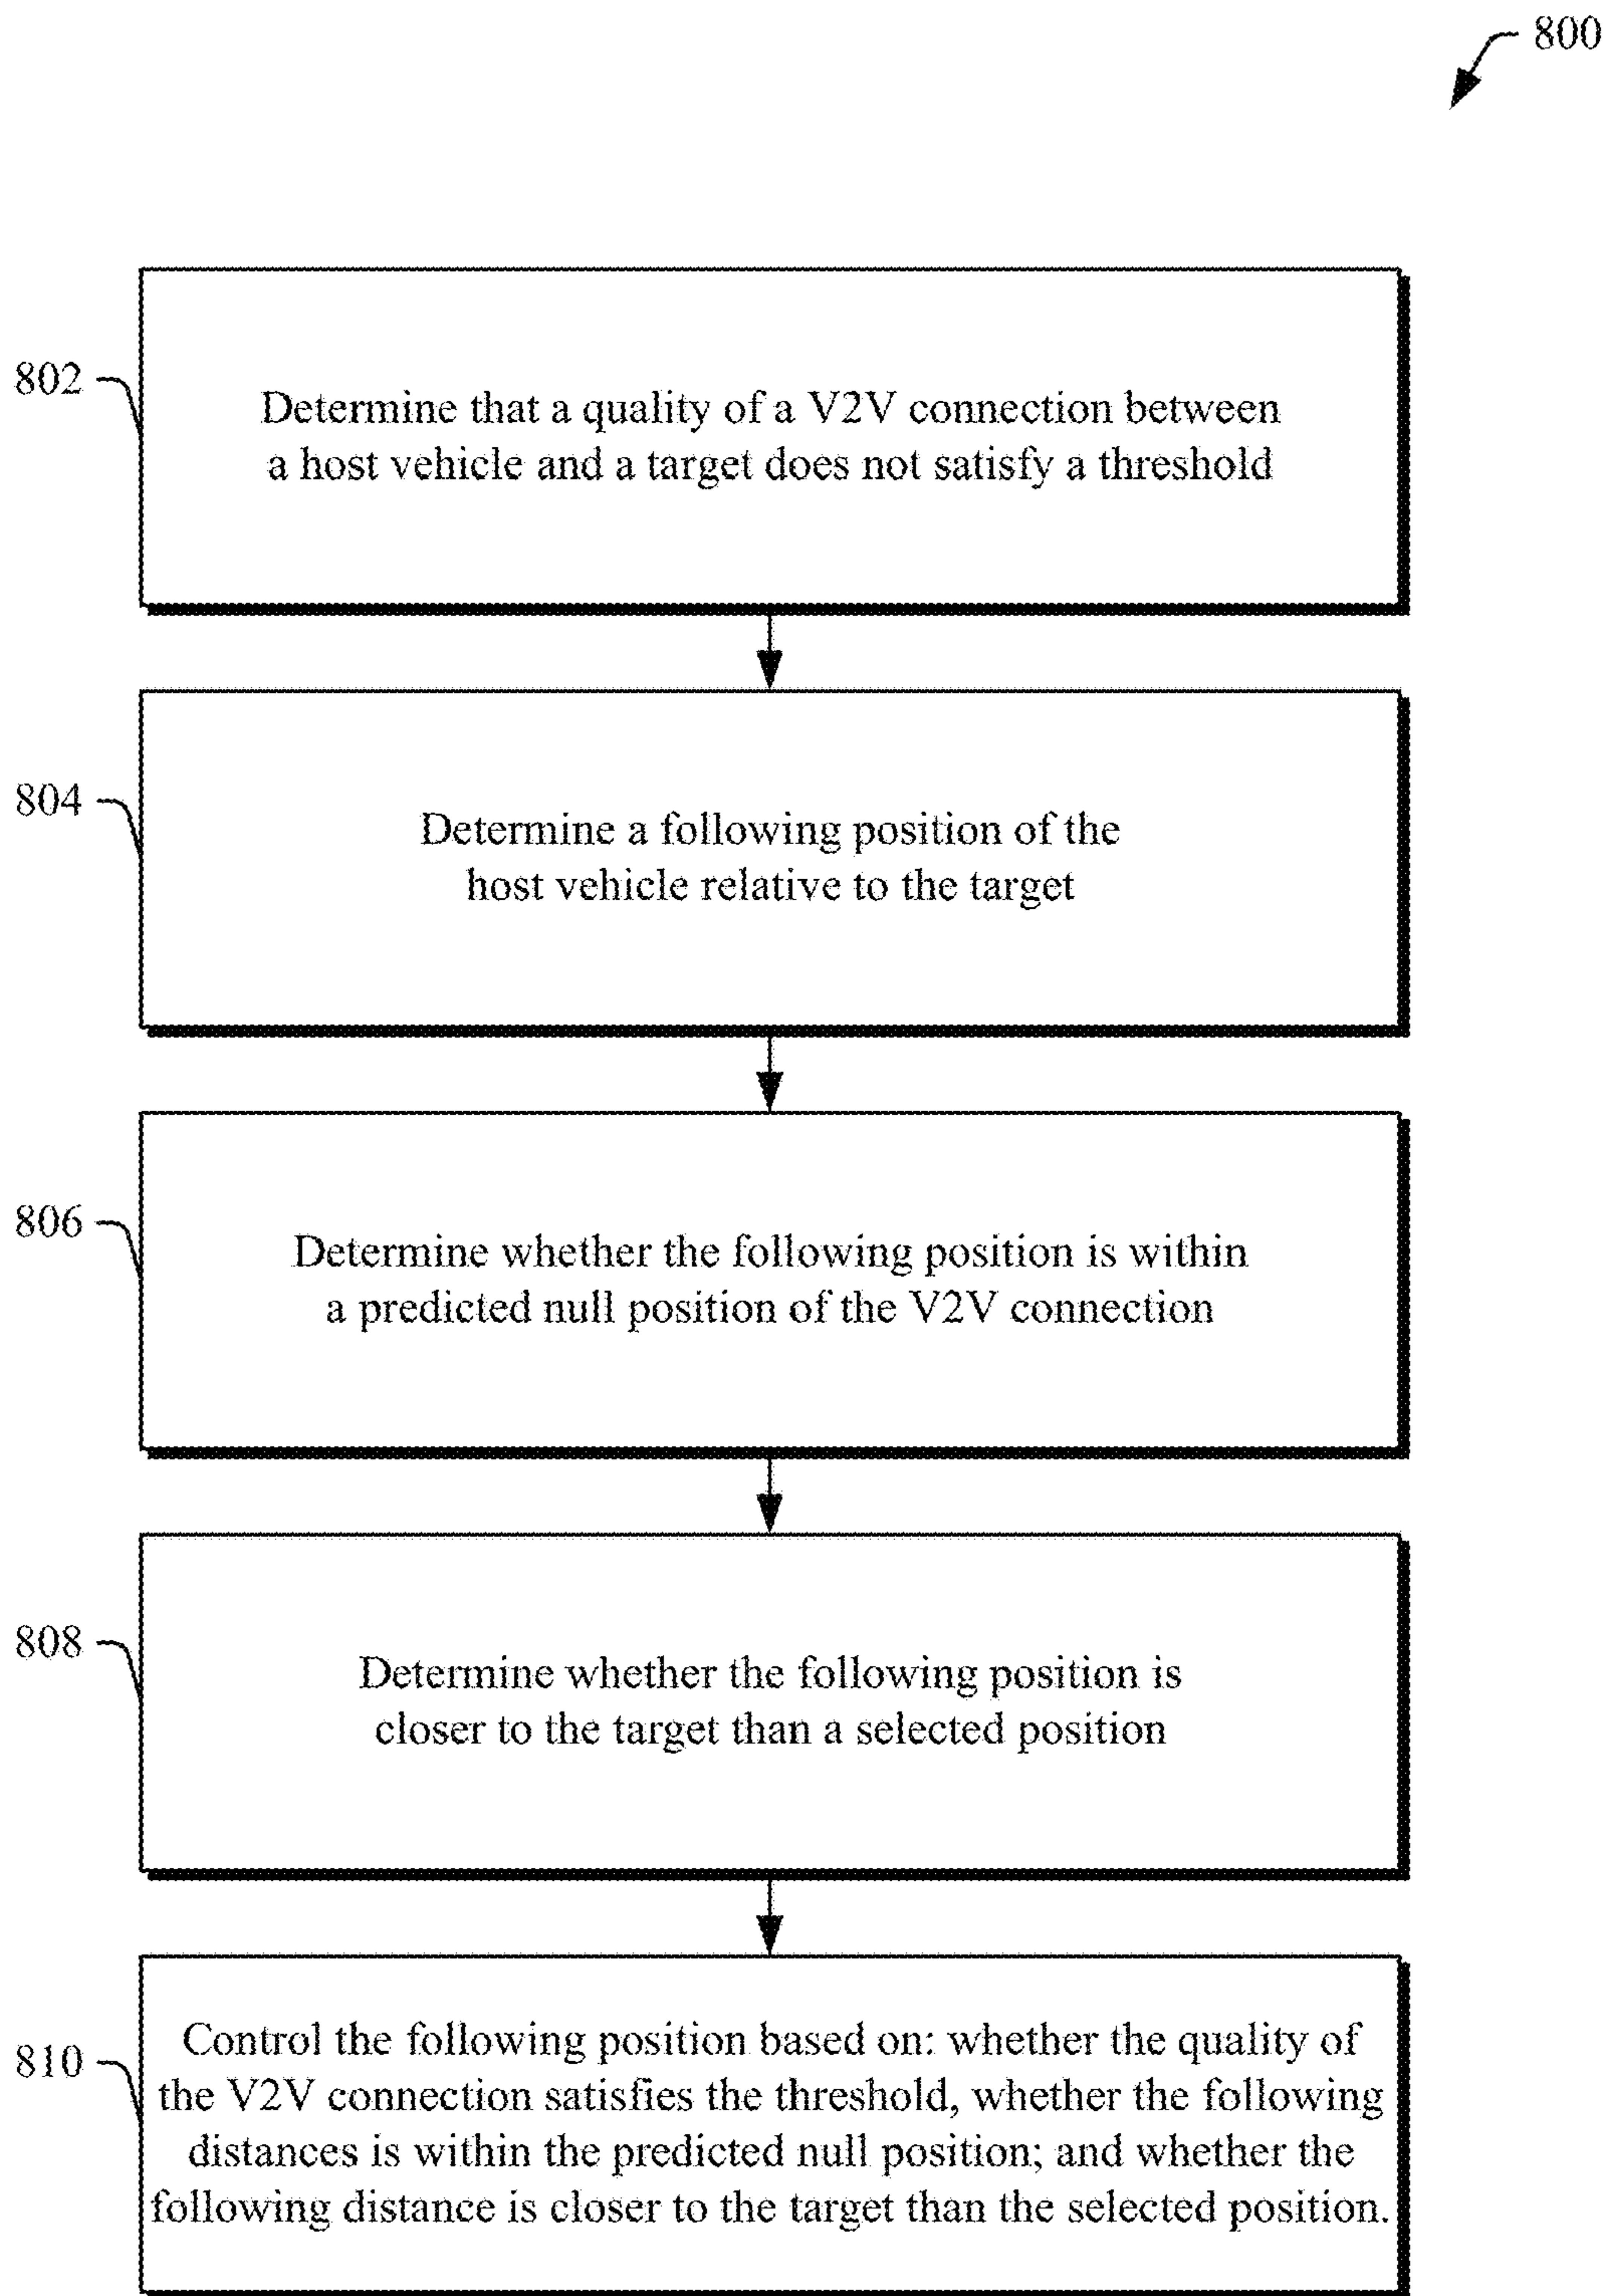 800
802
Determine that a quality of a V2V connection between
a host vehicle and a target does not satisfy a threshold
804
Determine a following position of the
host vehicle relative to the target
806
Determine whether the following position is within
a predicted null position of the V2V connection
808
Determine whether the following position is
closer to the target than a selected position
810
Control the following position based on: whether the quality of
the V2V connection satisfies the threshold, whether the following
distances is within the predicted null position; and whether the
following distance is closer to the target than the selected position.